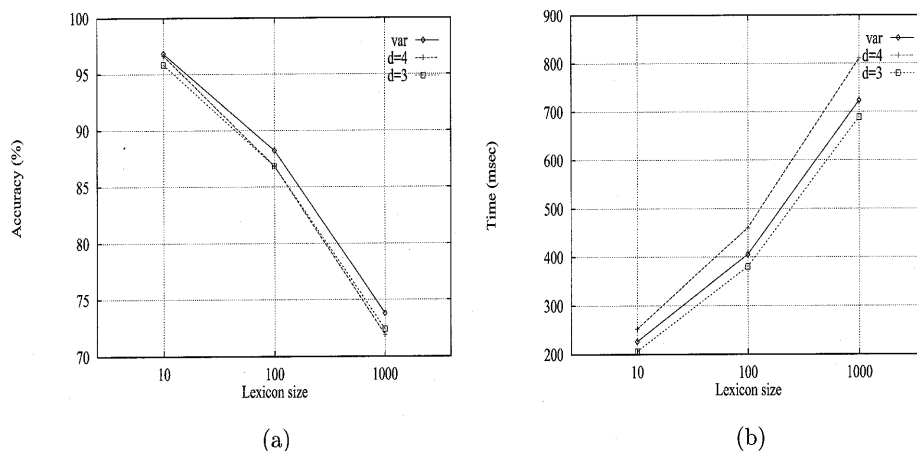 100
95
90
85
80
75
70
Accuracy (%)
var
d=4
d=3
10
100
1000
Lexicon size
(a)
900
800
700
600
500
400
300
200
Time (msec)
var
d=4
d=3
10
100
1000
Lexicon size
(b)